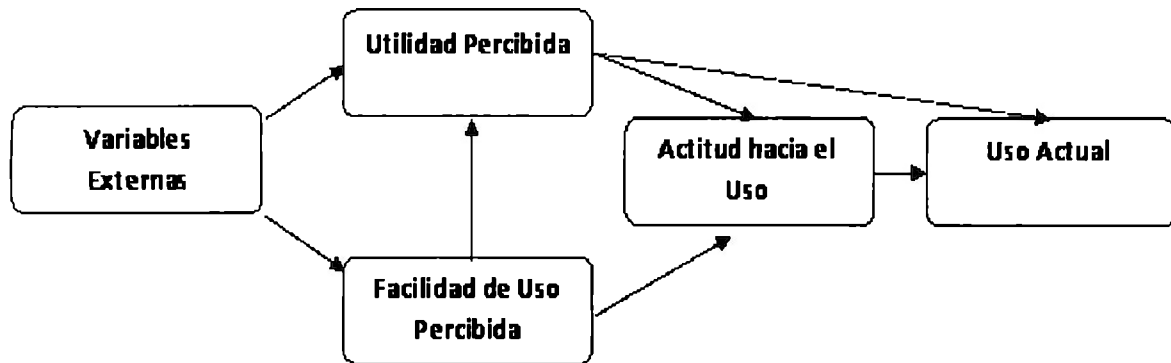 Utilidad Percibida
Variables
Externas
Actitud hacia el
Uso
Uso Actual
Facilidad de Uso
Percibida